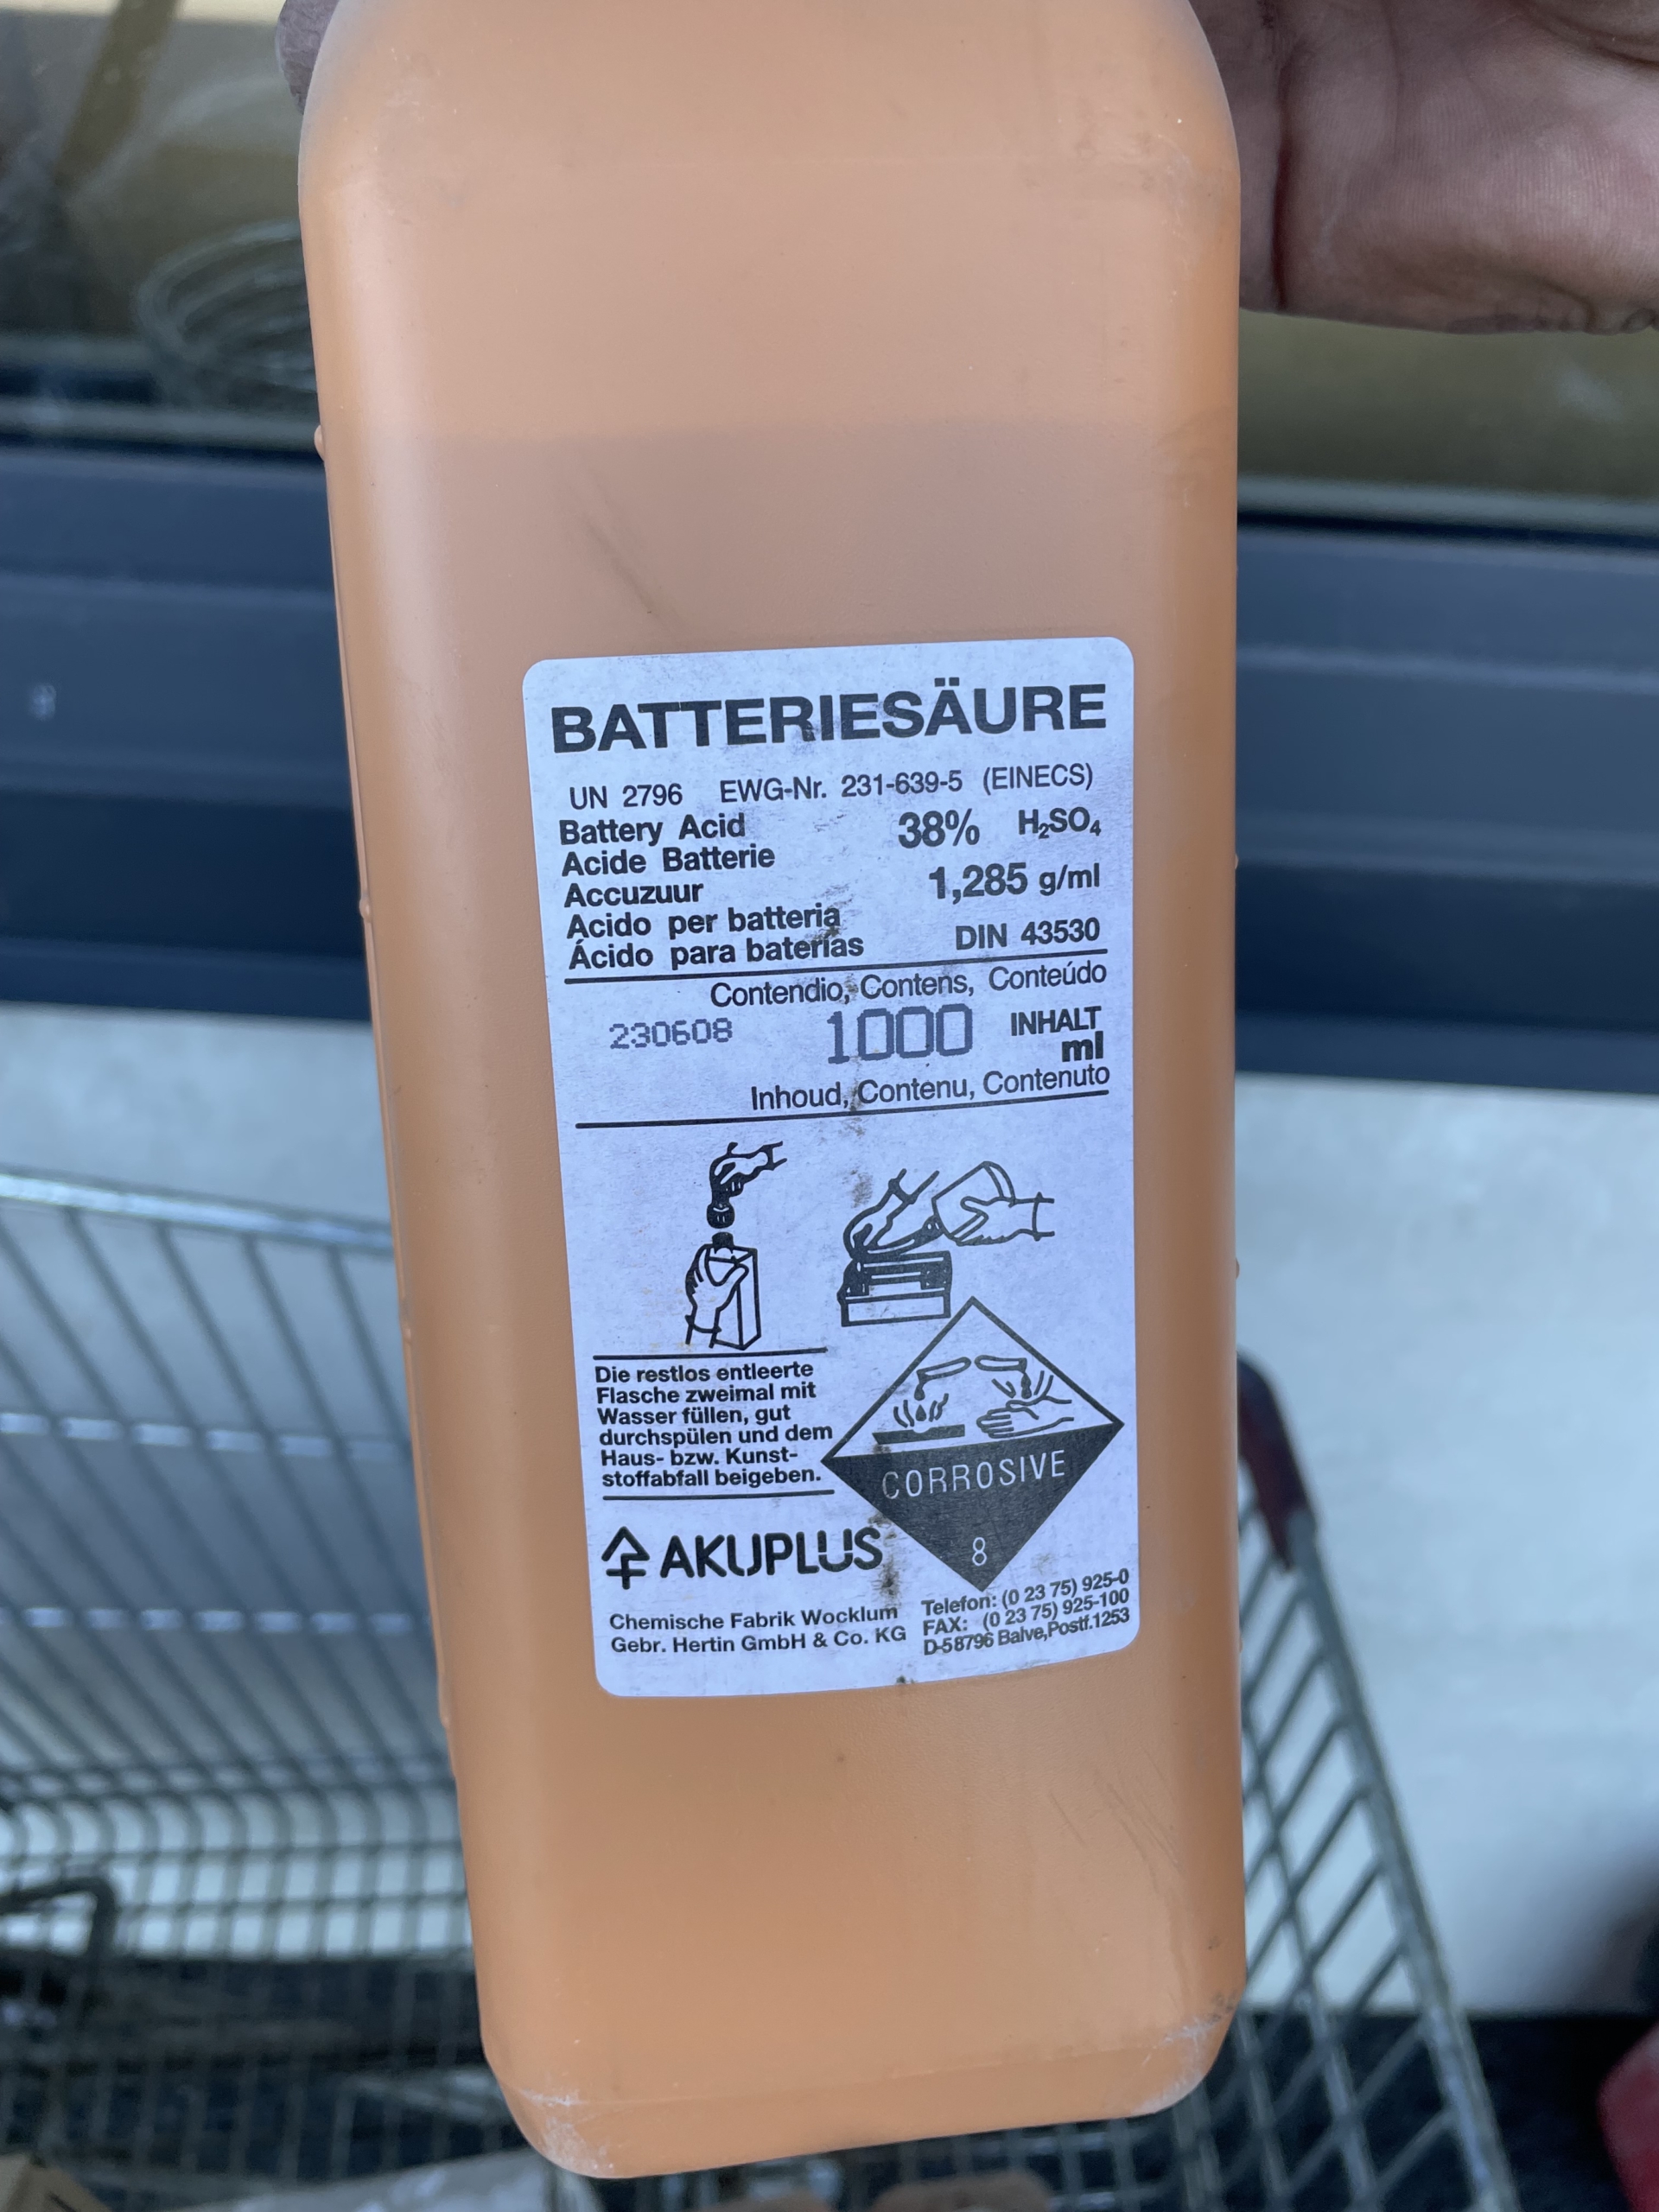 BATTERIESÄURE
UN 2796 EWG-Nr. 231-639-5 (EINECS)
Battery Acid 38% H₂SO₄
Acide Batterie
Accuzuur 1,285 g/ml
Acido per batteria
Ácido para baterías DIN 43530
Contendio, Contens, Conteúdo
230608 1000 INHALT
ml
Inhoud, Contenu, Contenuto
Die restlos entleerte
Flasche zweimal mit
Wasser füllen, gut
durchspülen und dem
Haus- bzw. Kunst-
stoffabfall beigeben.
CORROSIVE
8
AKUPLUS
Chemische Fabrik Wocklum
Gebr. Hertin GmbH & Co. KG
Telefon: (0 23 75) 925-0
FAX: (0 23 75) 925-100
D-58796 Balve,Postf.1253